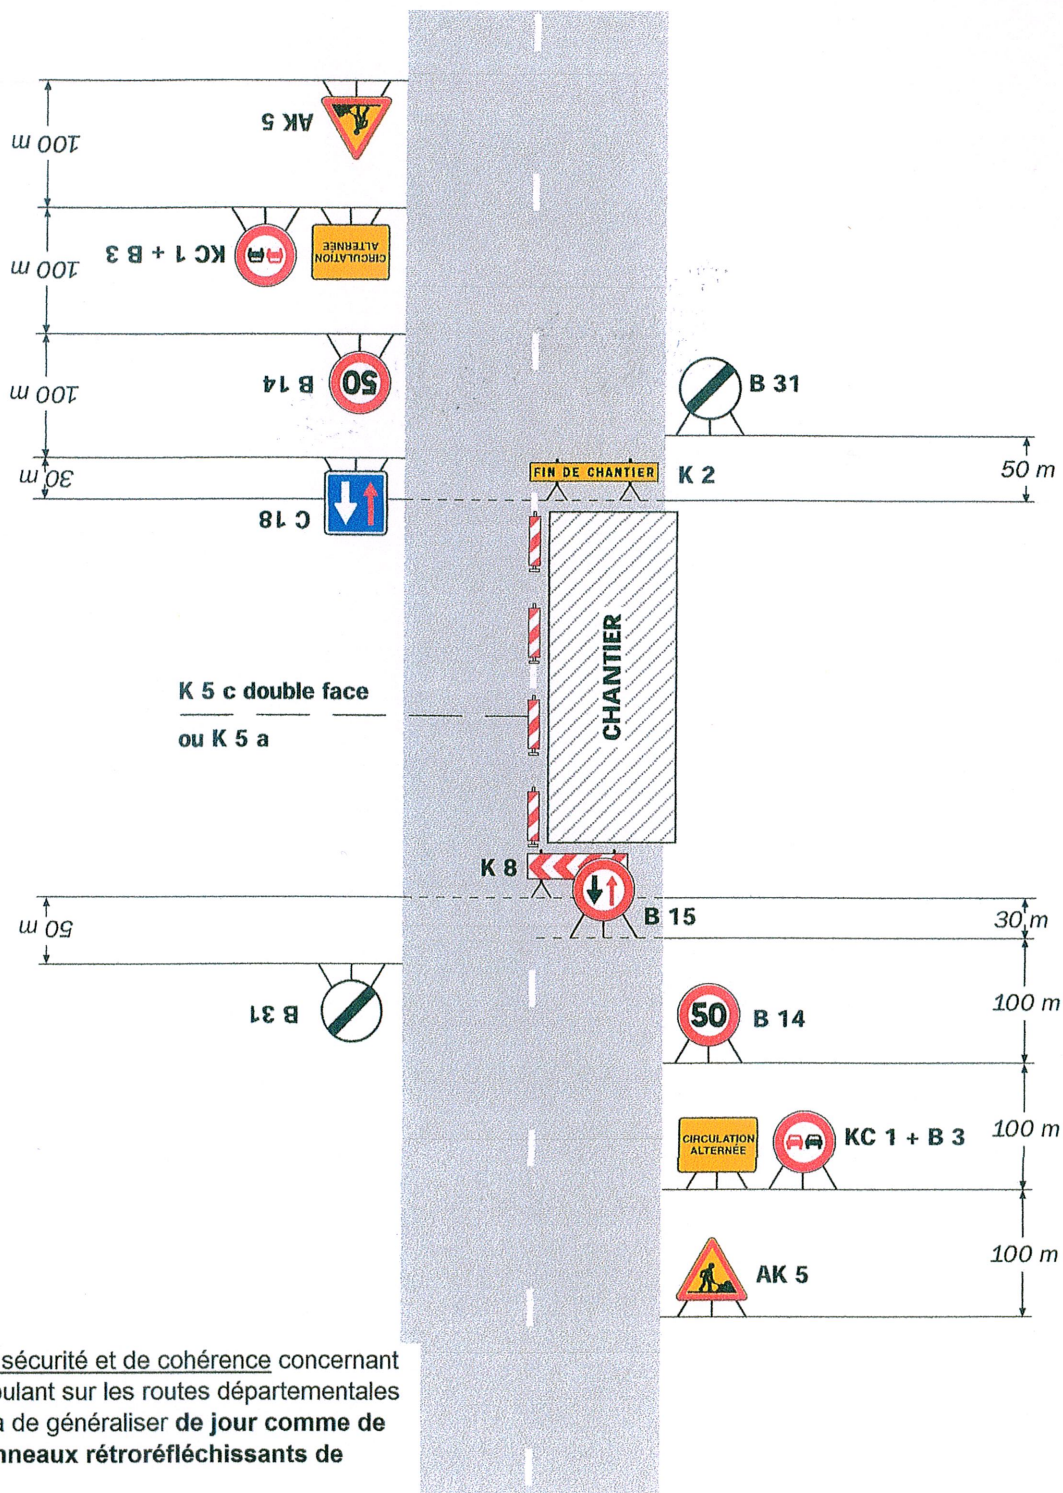 100 m
AK 5
100 m
KC 1 + B 3
CIRCULATION
ALTERNÉE
100 m
B 14
50
B 31
30 m
C 18
FIN DE CHANTIER
K 2
50 m
CHANTIER
K 5 c double face
ou K 5 a
K 8
B 15
30 m
50 m
B 31
50
B 14
100 m
CIRCULATION
ALTERNÉE
KC 1 + B 3
100 m
AK 5
100 m
sécurité et de cohérence concernant
oulant sur les routes départementales
a de généraliser de jour comme de
nneaux rétroréfléchissants de